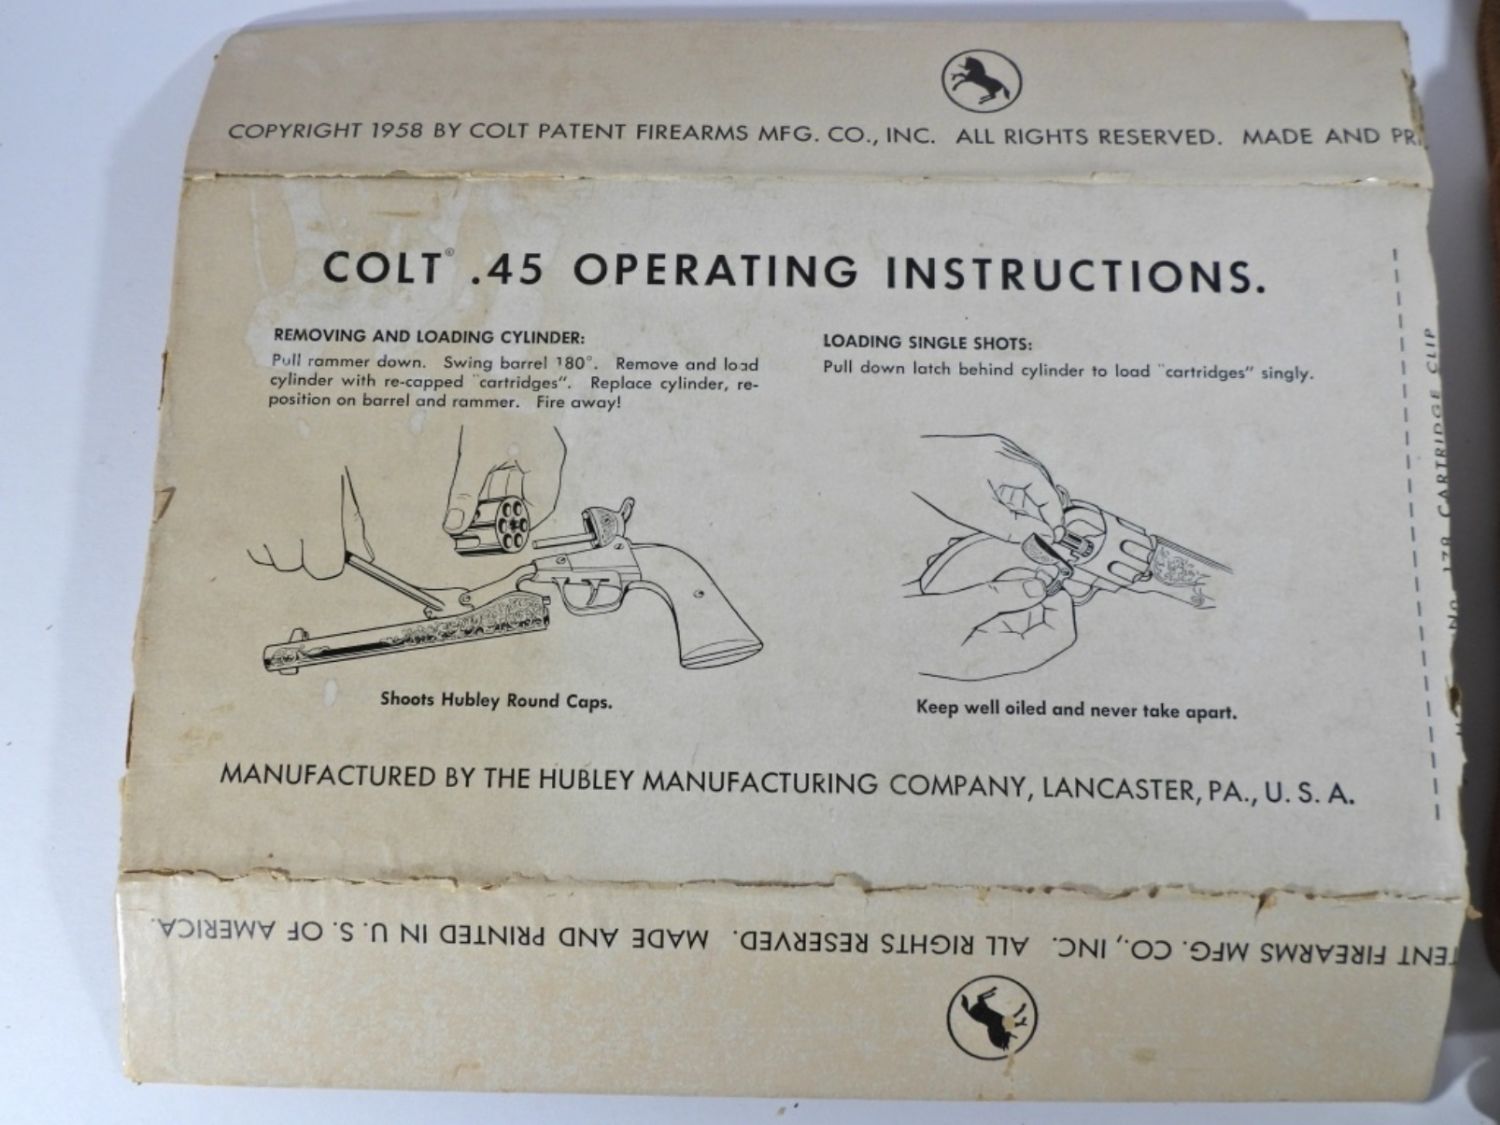 COPYRIGHT 1958 BY COLT PATENT FIREARMS MFG. CO., INC. ALL RIGHTS RESERVED. MADE AND PR
COLT® .45 OPERATING INSTRUCTIONS.
REMOVING AND LOADING CYLINDER:
Pull rammer down. Swing barrel 180°. Remove and load
cylinder with re-capped "cartridges". Replace cylinder, re-
position on barrel and rammer. Fire away!
LOADING SINGLE SHOTS:
Pull down latch behind cylinder to load "cartridges" singly.
Shoots Hubley Round Caps.
Keep well oiled and never take apart.
MANUFACTURED BY THE HUBLEY MANUFACTURING COMPANY, LANCASTER, PA., U. S. A.
CARTRIDGE CLIP
TENT FIREARMS MFG. CO., INC. ALL RIGHTS RESERVED. MADE AND PRINTED IN U. S. OF AMERICA.